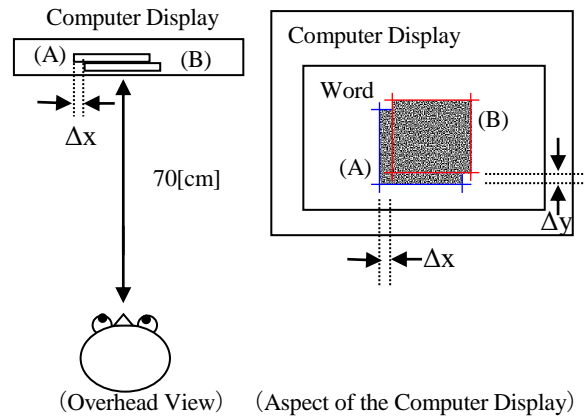 Computer Display
(A)
(B)
Δx
70[cm]
(Overhead View)
Computer Display
Word
(B)
(A)
Δy
Δx
(Aspect of the Computer Display)